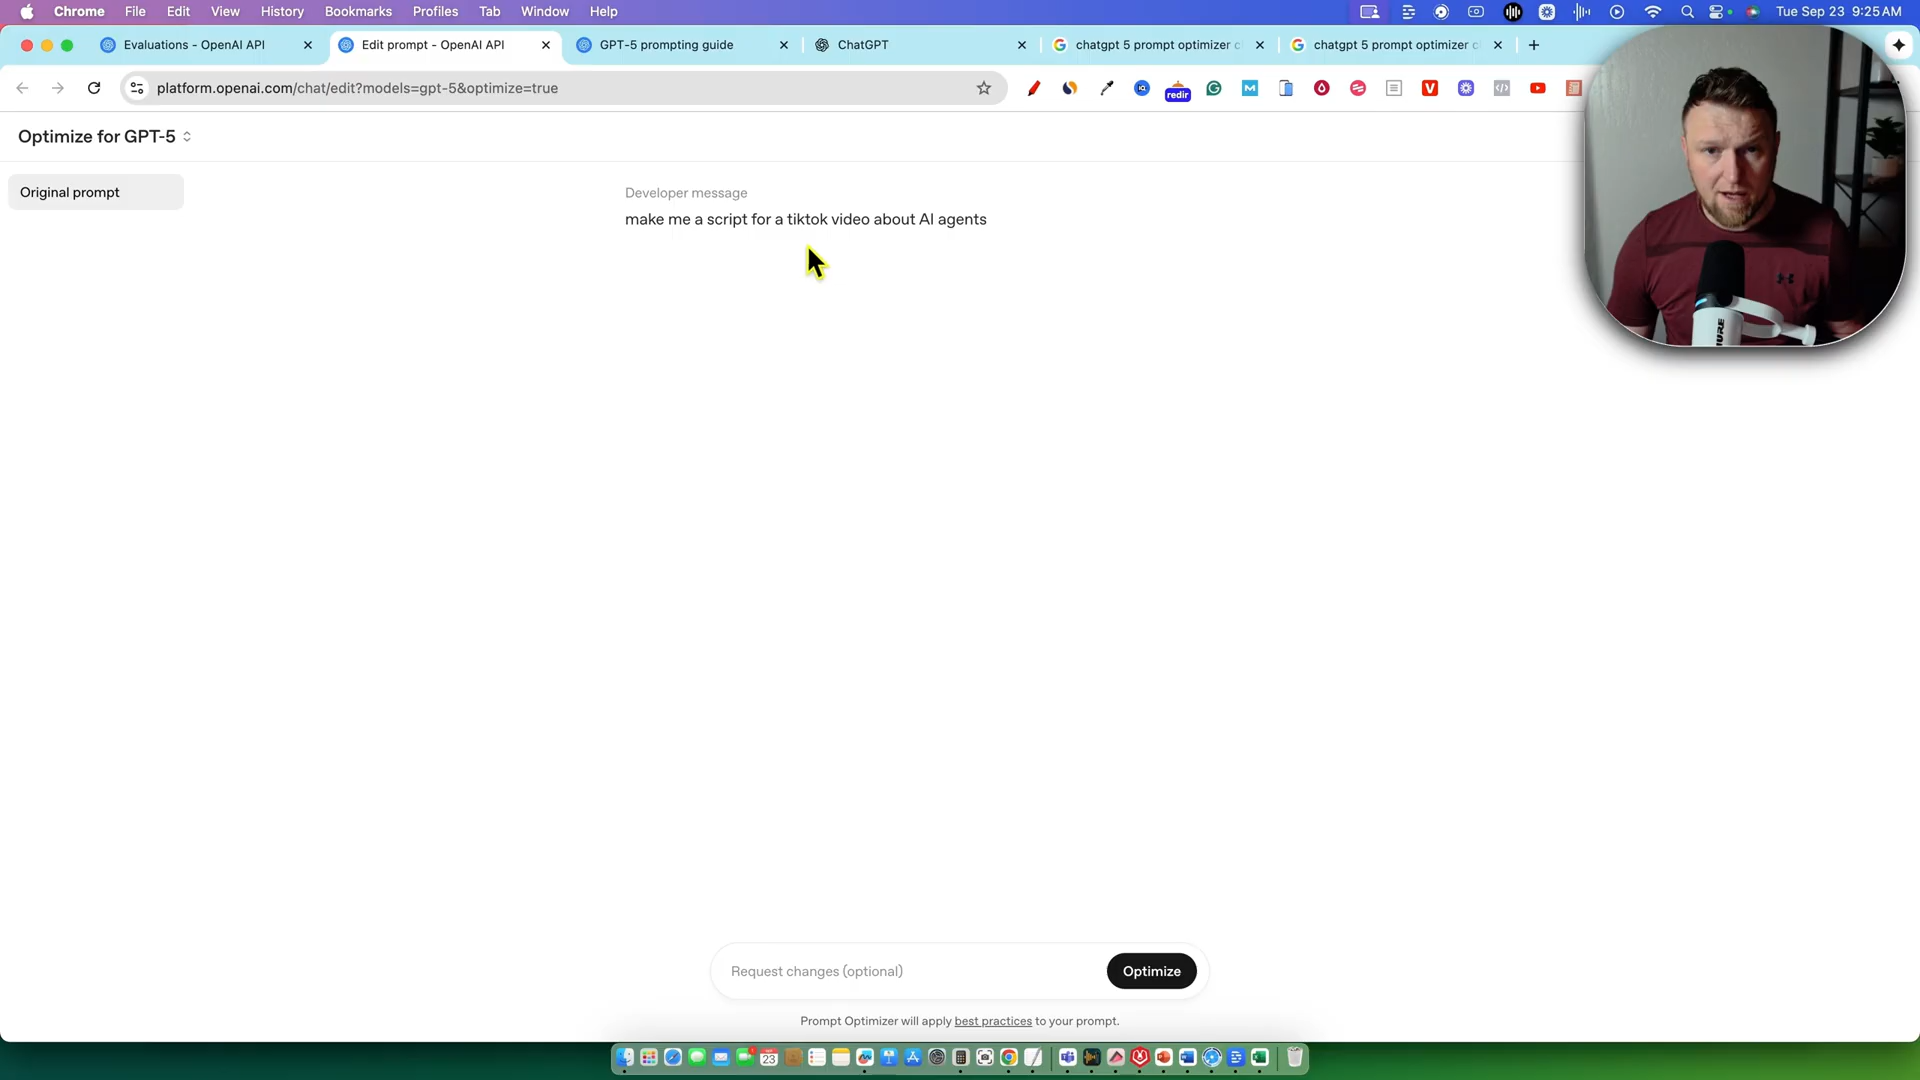 Chrome File Edit View History Bookmarks Profiles Tab Window Help Tue Sep 23 9:25 AM
Evaluations - OpenAI API Edit prompt - OpenAI API GPT-5 prompting guide ChatGPT chatgpt 5 prompt optimizer chatgpt 5 prompt optimizer
platform.openai.com/chat/edit?models=gpt-5&optimize=true
redir
Optimize for GPT-5
Original prompt
Developer message
make me a script for a tiktok video about AI agents
Request changes (optional)
Optimize
Prompt Optimizer will apply best practices to your prompt.
23